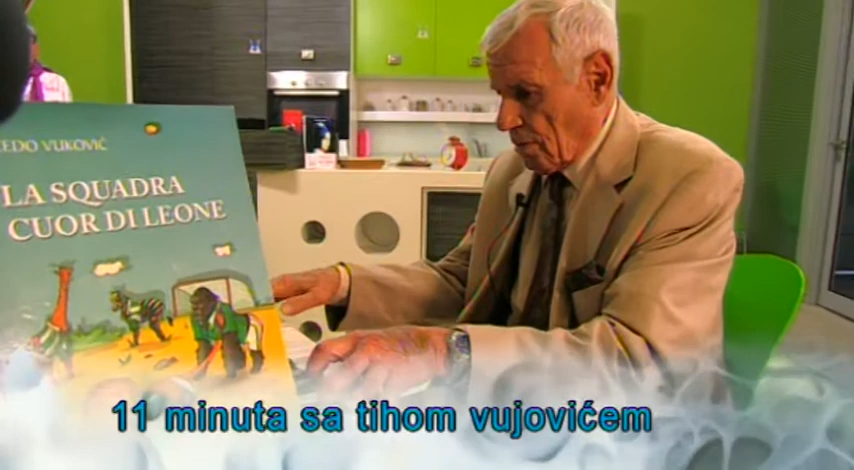 EDO VUKOVIĆ
LA SQUADRA
CUOR DI LEONE
11 minuta sa tihom vujovićem